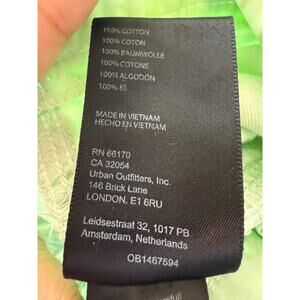 100% COTTON
100% COTON
100% BAUMWOLLE
100% COTONE
100% ALGODÓN
100% 棉
MADE IN VIETNAM
HECHO EN VIETNAM
RN 66170
CA 32054
Urban Outfitters, Inc.
146 Brick Lane
LONDON. E1 6RU
Leidsestraat 32, 1017 PB
Amsterdam, Netherlands
OB1467594